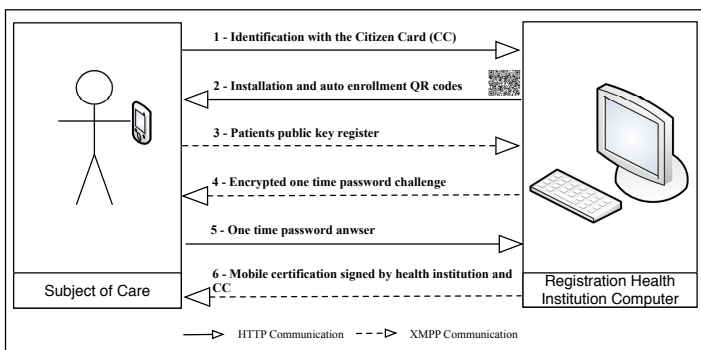 1 - Identification with the Citizen Card (CC)
2 - Installation and auto enrollment QR codes
3 - Patients public key register
4 - Encrypted one time password challenge
5 - One time password anwser
6 - Mobile certification signed by health institution and
CC
Subject of Care
Registration Health
Institution Computer
HTTP Communication
XMPP Communication